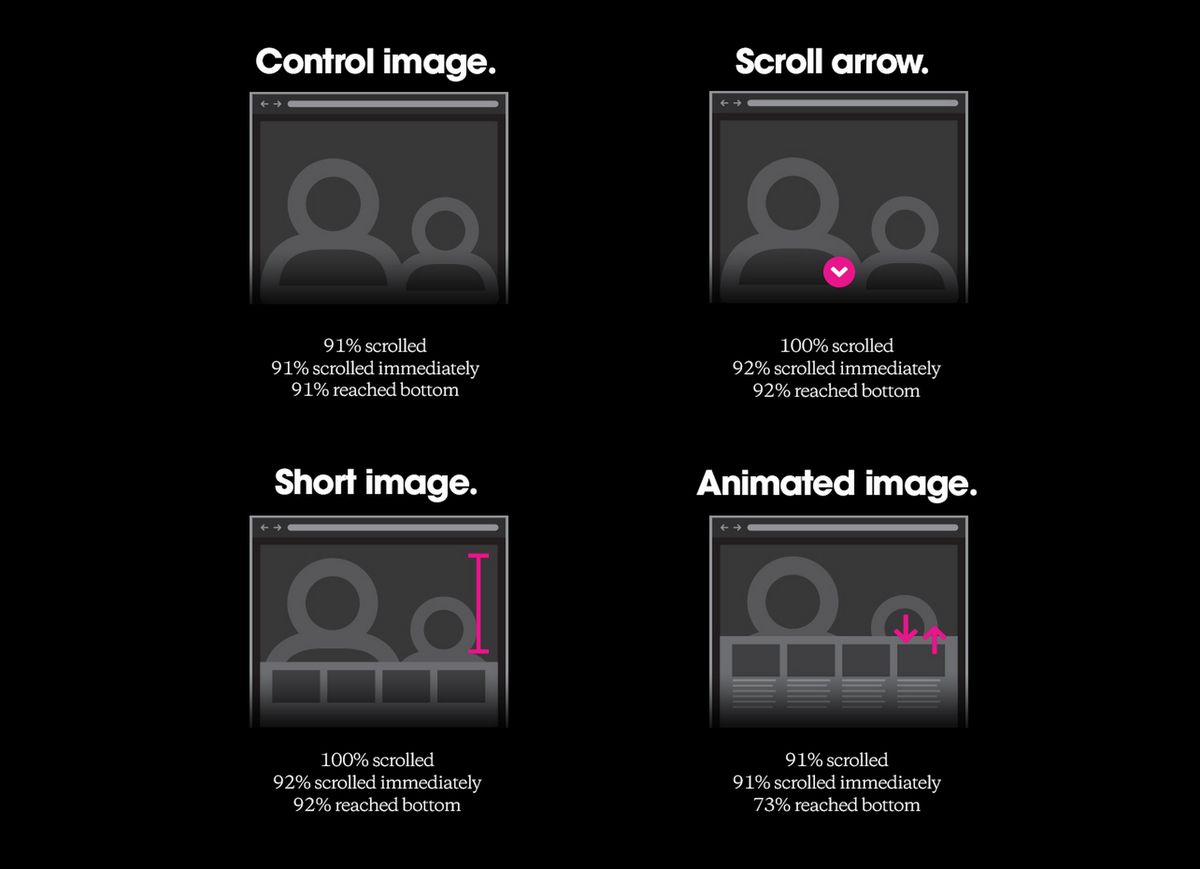 Control image.
91% scrolled
91% scrolled immediately
91% reached bottom
Scroll arrow.
100% scrolled
92% scrolled immediately
92% reached bottom
Short image.
100% scrolled
92% scrolled immediately
92% reached bottom
Animated image.
91% scrolled
91% scrolled immediately
73% reached bottom